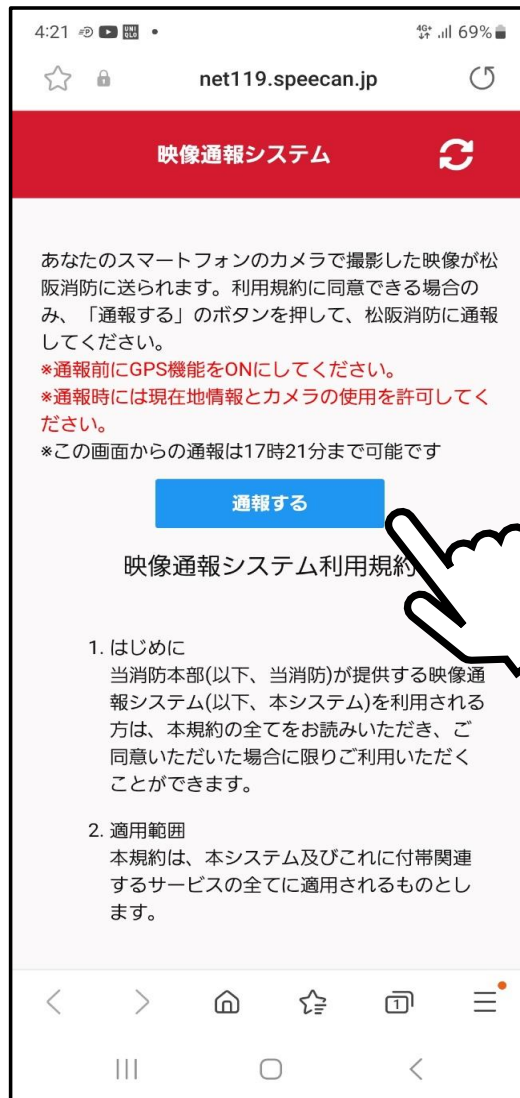 4:21
UNI
QLO
4G+
69%
net119.speecan.jp
映像通報システム
あなたのスマートフォンのカメラで撮影した映像が松
阪消防に送られます。利用規約に同意できる場合の
み、「通報する」のボタンを押して、松阪消防に通報
してください。
*通報前にGPS機能をONにしてください。
*通報時には現在地情報とカメラの使用を許可してく
ださい。
*この画面からの通報は17時21分まで可能です
通報する
映像通報システム利用規約
1. はじめに
当消防本部(以下、当消防)が提供する映像通
報システム(以下、本システム)を利用される
方は、本規約の全てをお読みいただき、ご
同意いただいた場合に限りご利用いただく
ことができます。
2. 適用範囲
本規約は、本システム及びこれに付帯関連
するサービスの全てに適用されるものとし
ます。
1